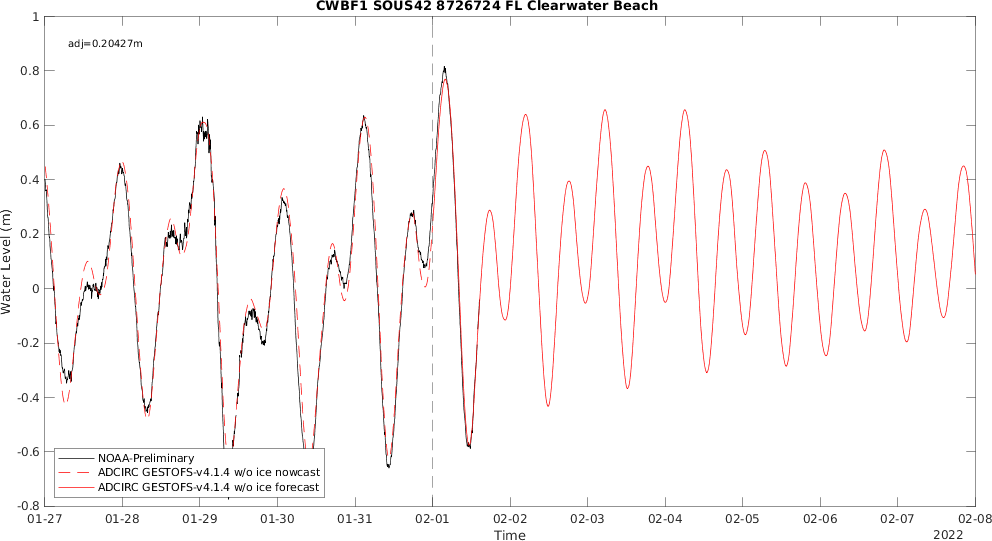 CWBF1 SOUS42 8726724 FL Clearwater Beach
adj=0.20427m
1
0.8
0.6
0.4
0.2
0
-0.2
-0.4
-0.6
-0.8
Water Level (m)
NOAA-Preliminary
ADCIRC GESTOFS-v4.1.4 w/o ice nowcast
ADCIRC GESTOFS-v4.1.4 w/o ice forecast
01-27 01-28 01-29 01-30 01-31 02-01 02-02 02-03 02-04 02-05 02-06 02-07 02-08
Time
2022